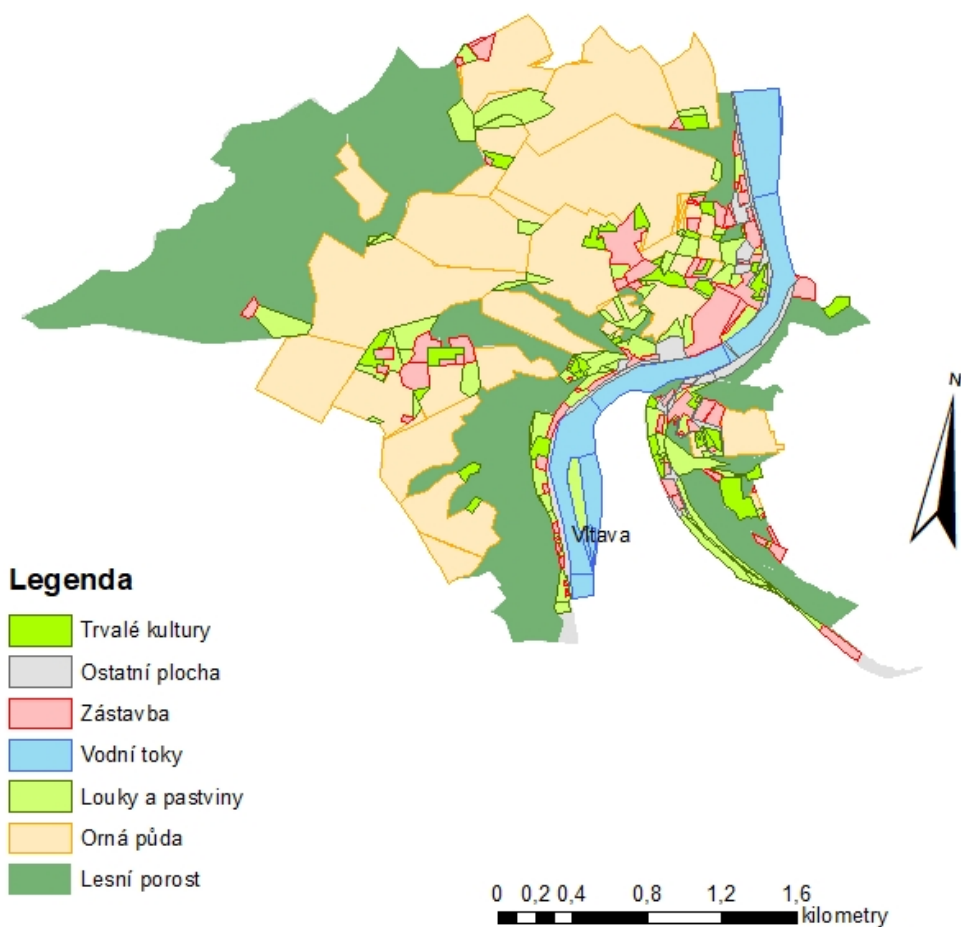 N
Vltava
Legenda
Trvalé kultury
Ostatní plocha
Zástavba
Vodní toky
Louky a pastviny
Orná půda
Lesní porost
0 0,2 0,4 0,8 1,2 1,6
kilometry